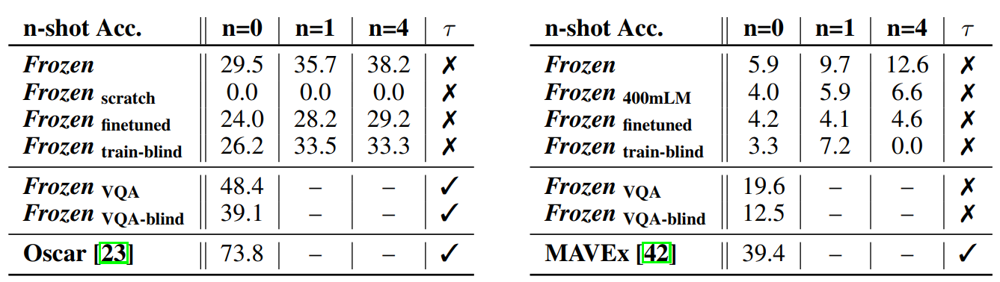 n-shot Acc. n=0 n=1 n=4 τ
Frozen 29.5 35.7 38.2 ✗
Frozen scratch 0.0 0.0 0.0 ✗
Frozen finetuned 24.0 28.2 29.2 ✗
Frozen train-blind 26.2 33.5 33.3 ✗
Frozen VQA 48.4 – – ✓
Frozen VQA-blind 39.1 – – ✓
Oscar [23] 73.8 – – ✓
n-shot Acc. n=0 n=1 n=4 τ
Frozen 5.9 9.7 12.6 ✗
Frozen 400mLM 4.0 5.9 6.6 ✗
Frozen finetuned 4.2 4.1 4.6 ✗
Frozen train-blind 3.3 7.2 0.0 ✗
Frozen VQA 19.6 – – ✗
Frozen VQA-blind 12.5 – – ✗
MAVEx [42] 39.4 – – ✓